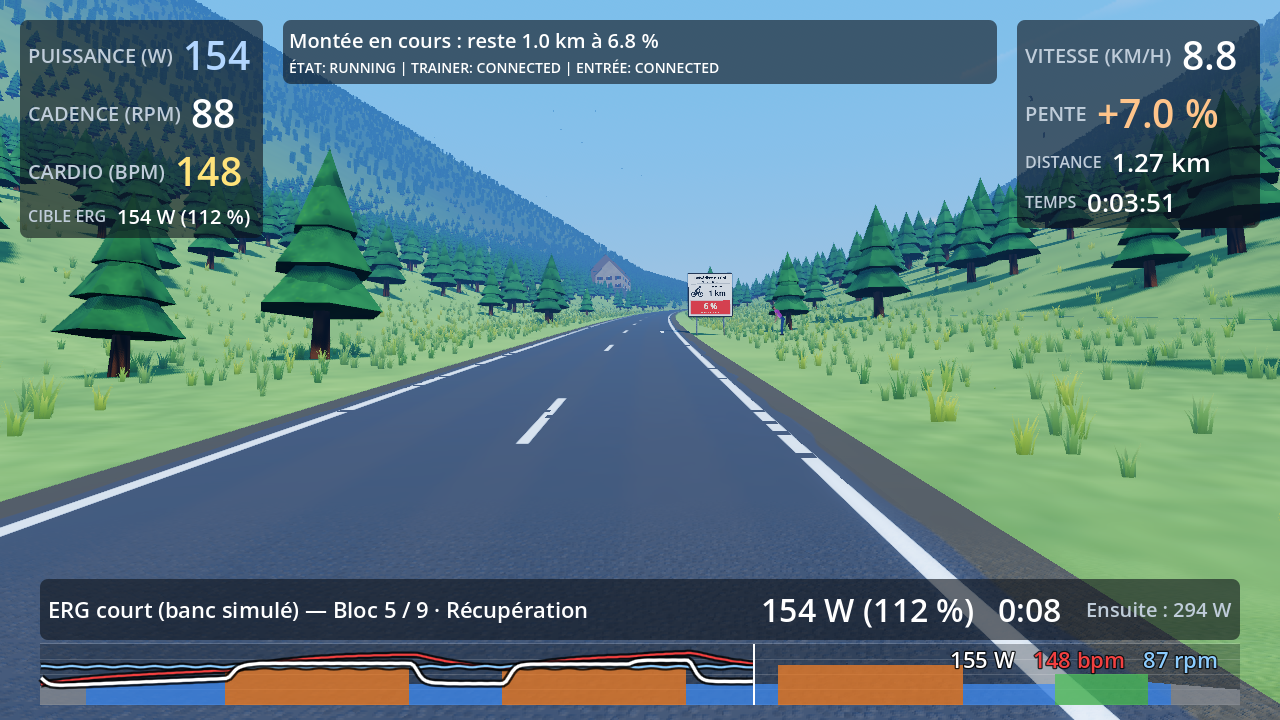 PUISSANCE (W) 154
CADENCE (RPM) 88
CARDIO (BPM) 148
CIBLE ERG 154 W (112 %)
Montée en cours : reste 1.0 km à 6.8 %
ÉTAT: RUNNING | TRAINER: CONNECTED | ENTRÉE: CONNECTED
VITESSE (KM/H) 8.8
PENTE +7.0 %
DISTANCE 1.27 km
TEMPS 0:03:51
1 km
6 %
ERG court (banc simulé) — Bloc 5 / 9 · Récupération
154 W (112 %) 0:08 Ensuite : 294 W
155 W 148 bpm 87 rpm